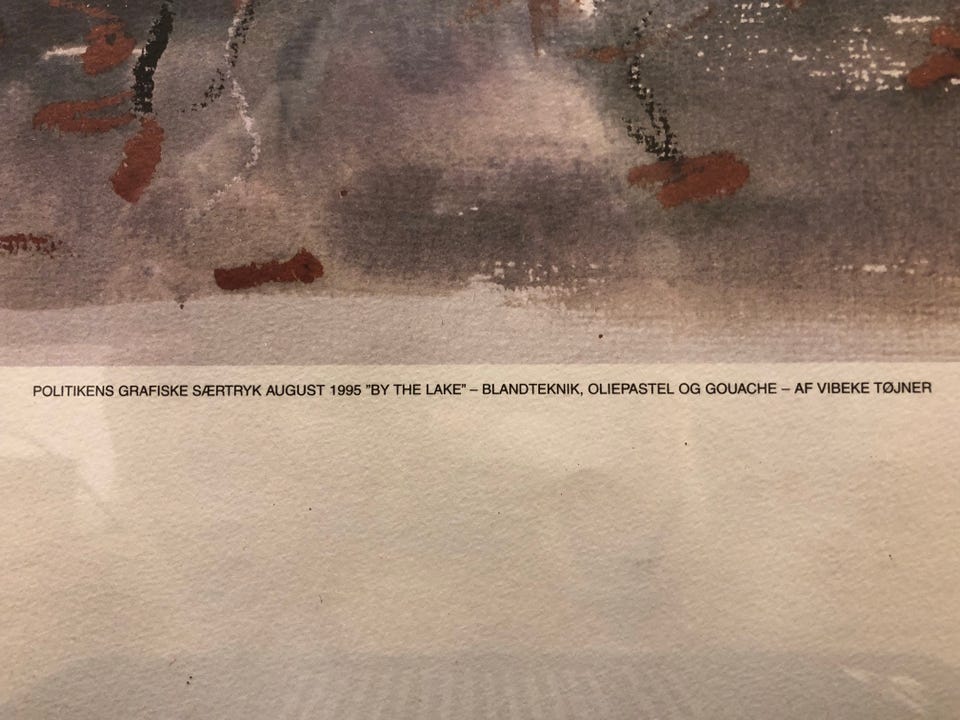 POLITIKENS GRAFISKE SÆRTRYK AUGUST 1995 ”BY THE LAKE” – BLANDTEKNIK, OLIEPASTEL OG GOUACHE – AF VIBEKE TØJNER